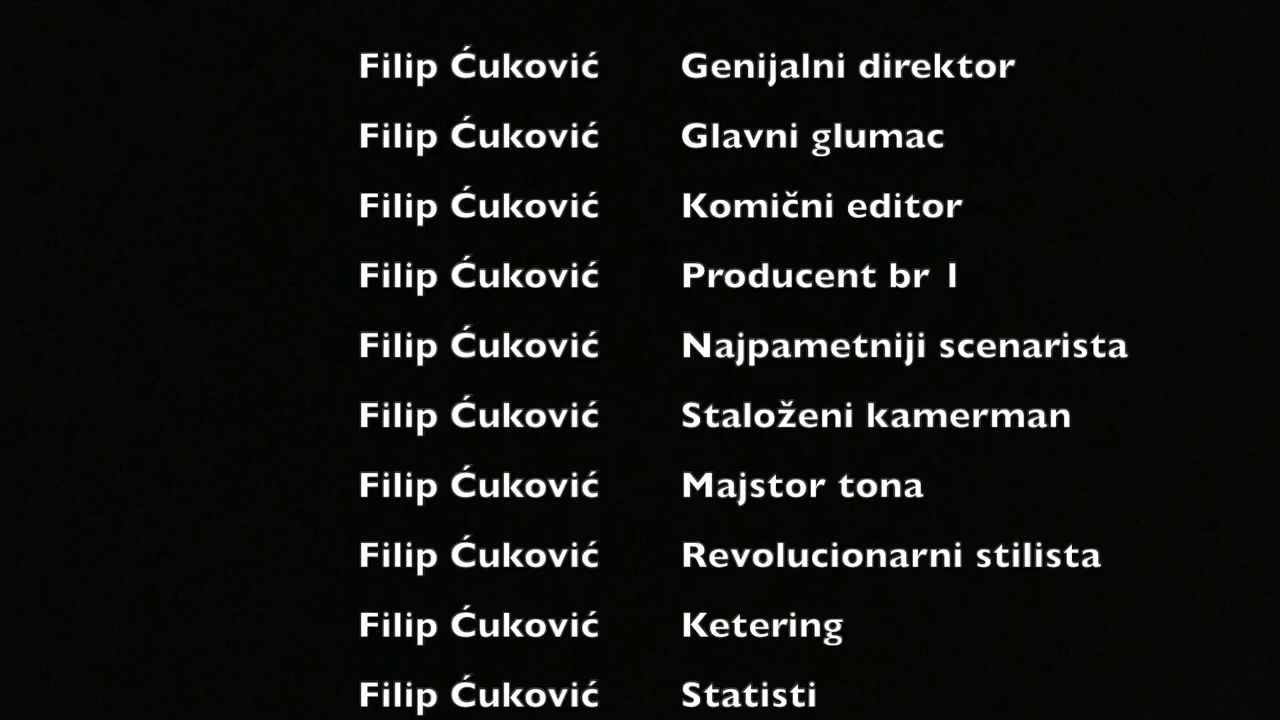 Filip Ćuković Genijalni direktor
Filip Ćuković Glavni glumac
Filip Ćuković Komični editor
Filip Ćuković Producent br 1
Filip Ćuković Najpametniji scenarista
Filip Ćuković Staloženi kamerman
Filip Ćuković Majstor tona
Filip Ćuković Revolucionarni stilista
Filip Ćuković Ketering
Filip Ćuković Statisti